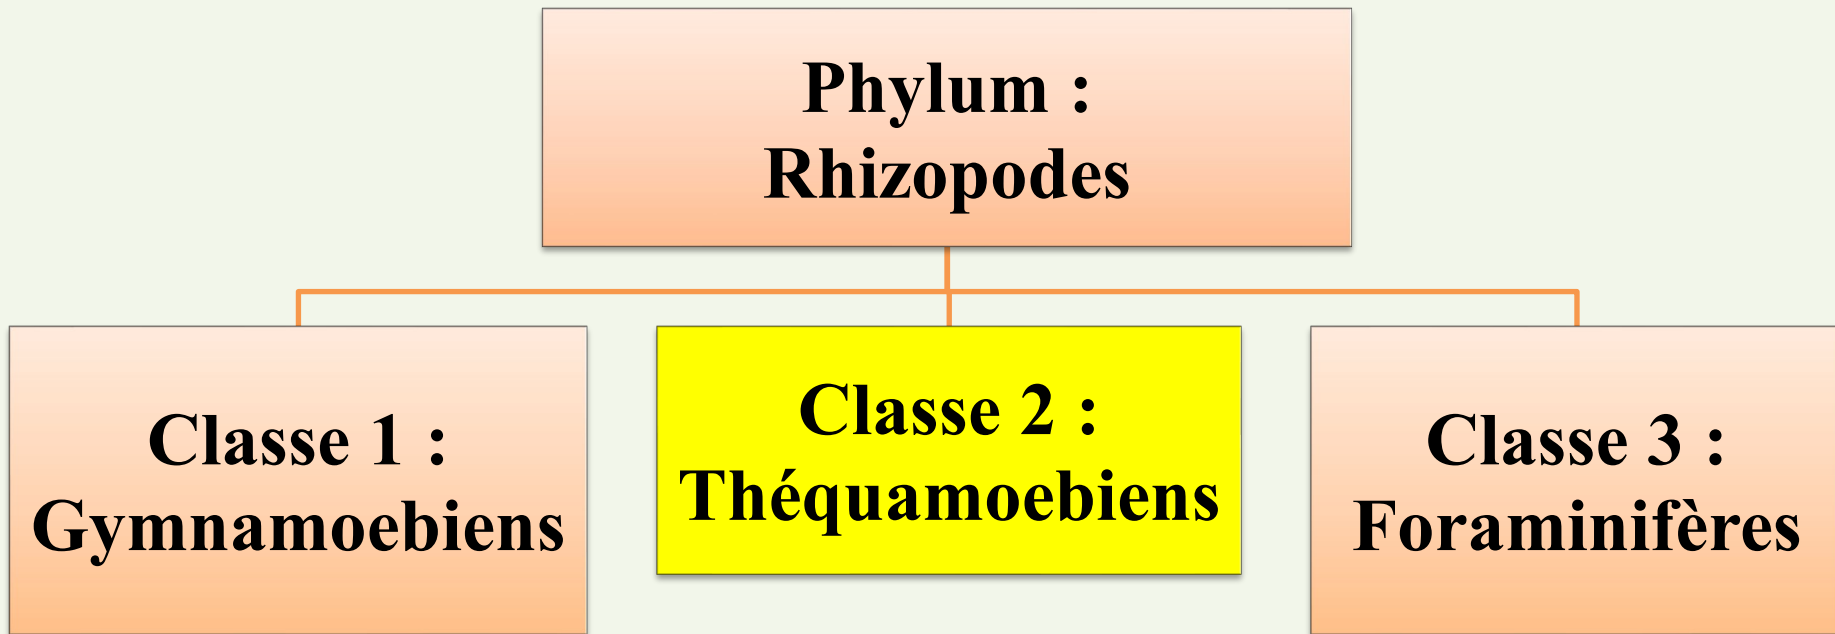 Phylum :
Rhizopodes
Classe 1 :
Gymnamoebiens
Classe 2 :
Théquamoebiens
Classe 3 :
Foraminifères